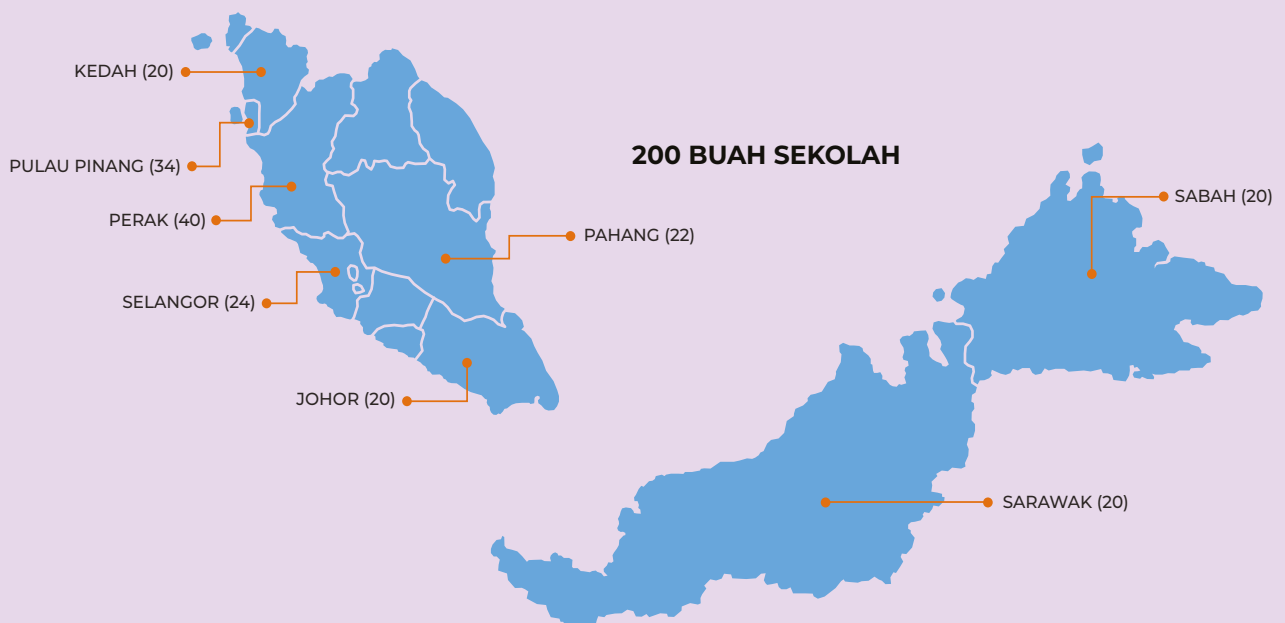 KEDAH (20)
PULAU PINANG (34)
PERAK (40)
SELANGOR (24)
JOHOR (20)
200 BUAH SEKOLAH
PAHANG (22)
SABAH (20)
SARAWAK (20)